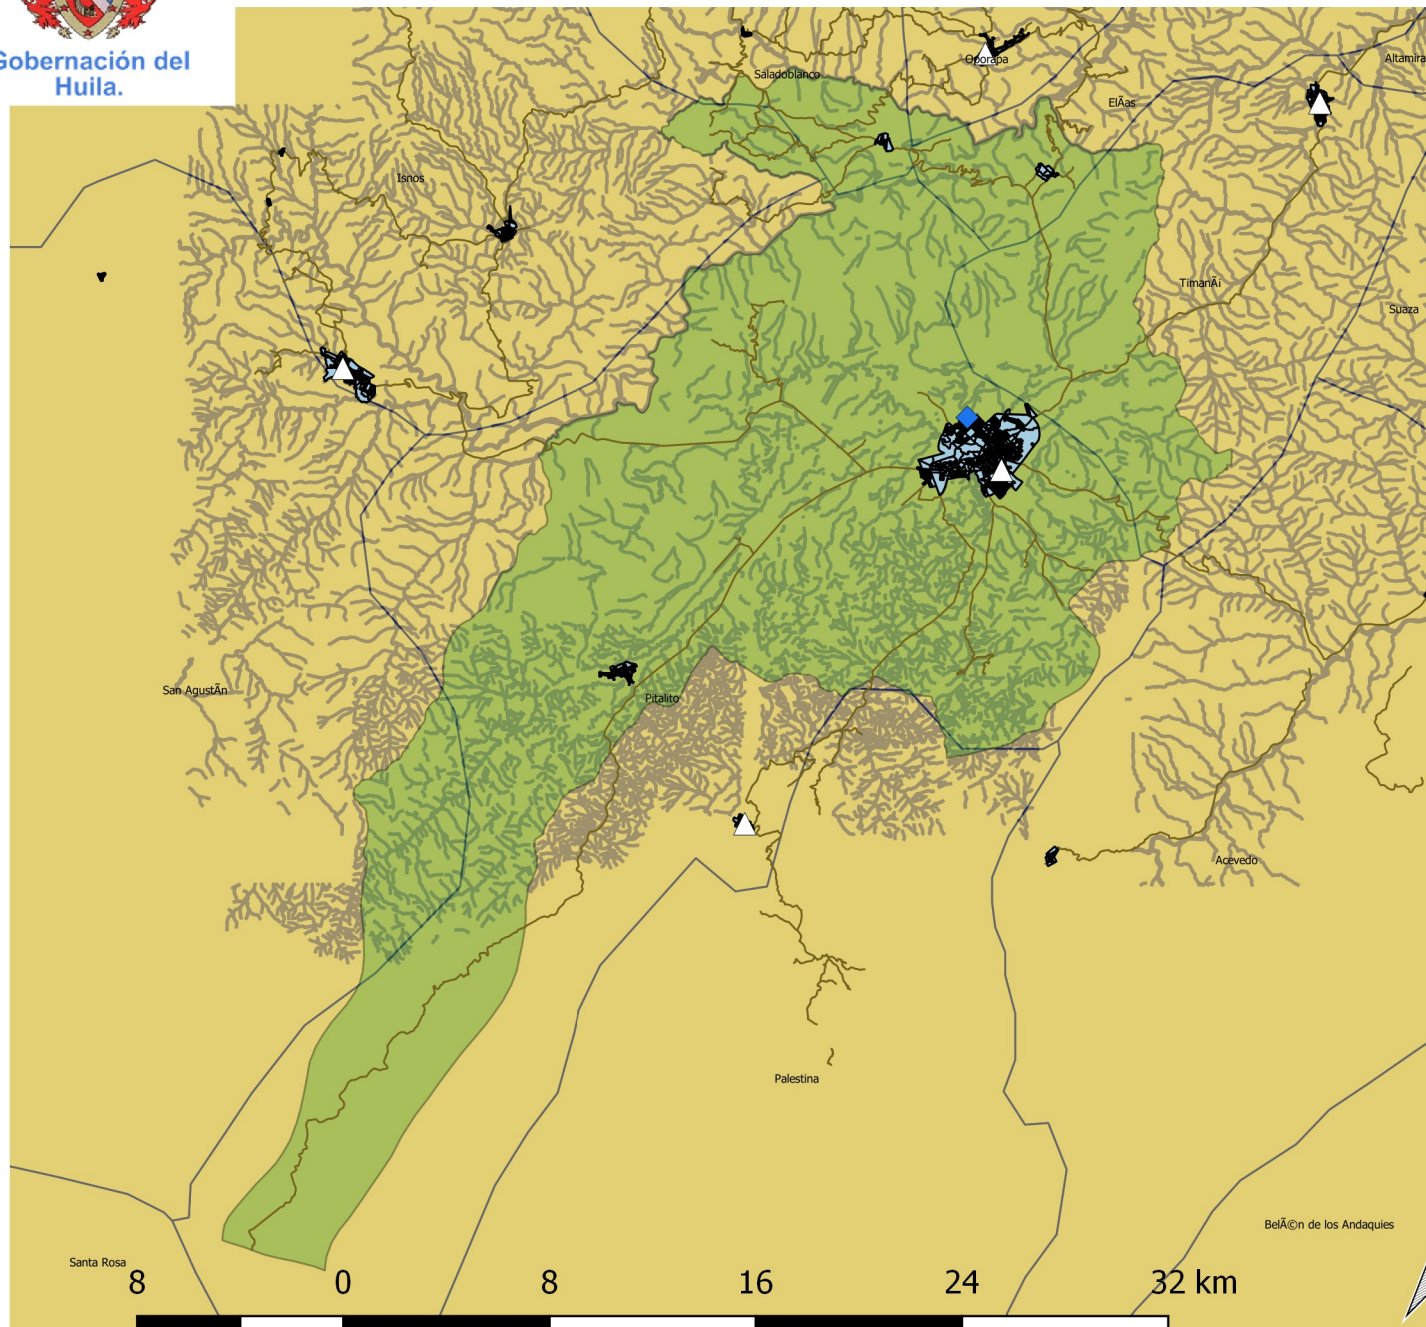 Gobernación del
Huila.
Oporapa
Saladoblanco
Altamira
ElÃas
Isnos
TimanÃi
Suaza
San AgustÃn
Pitalito
Acevedo
Palestina
BelÃ©n de los Andaquies
Santa Rosa
8 0 8 16 24 32 km